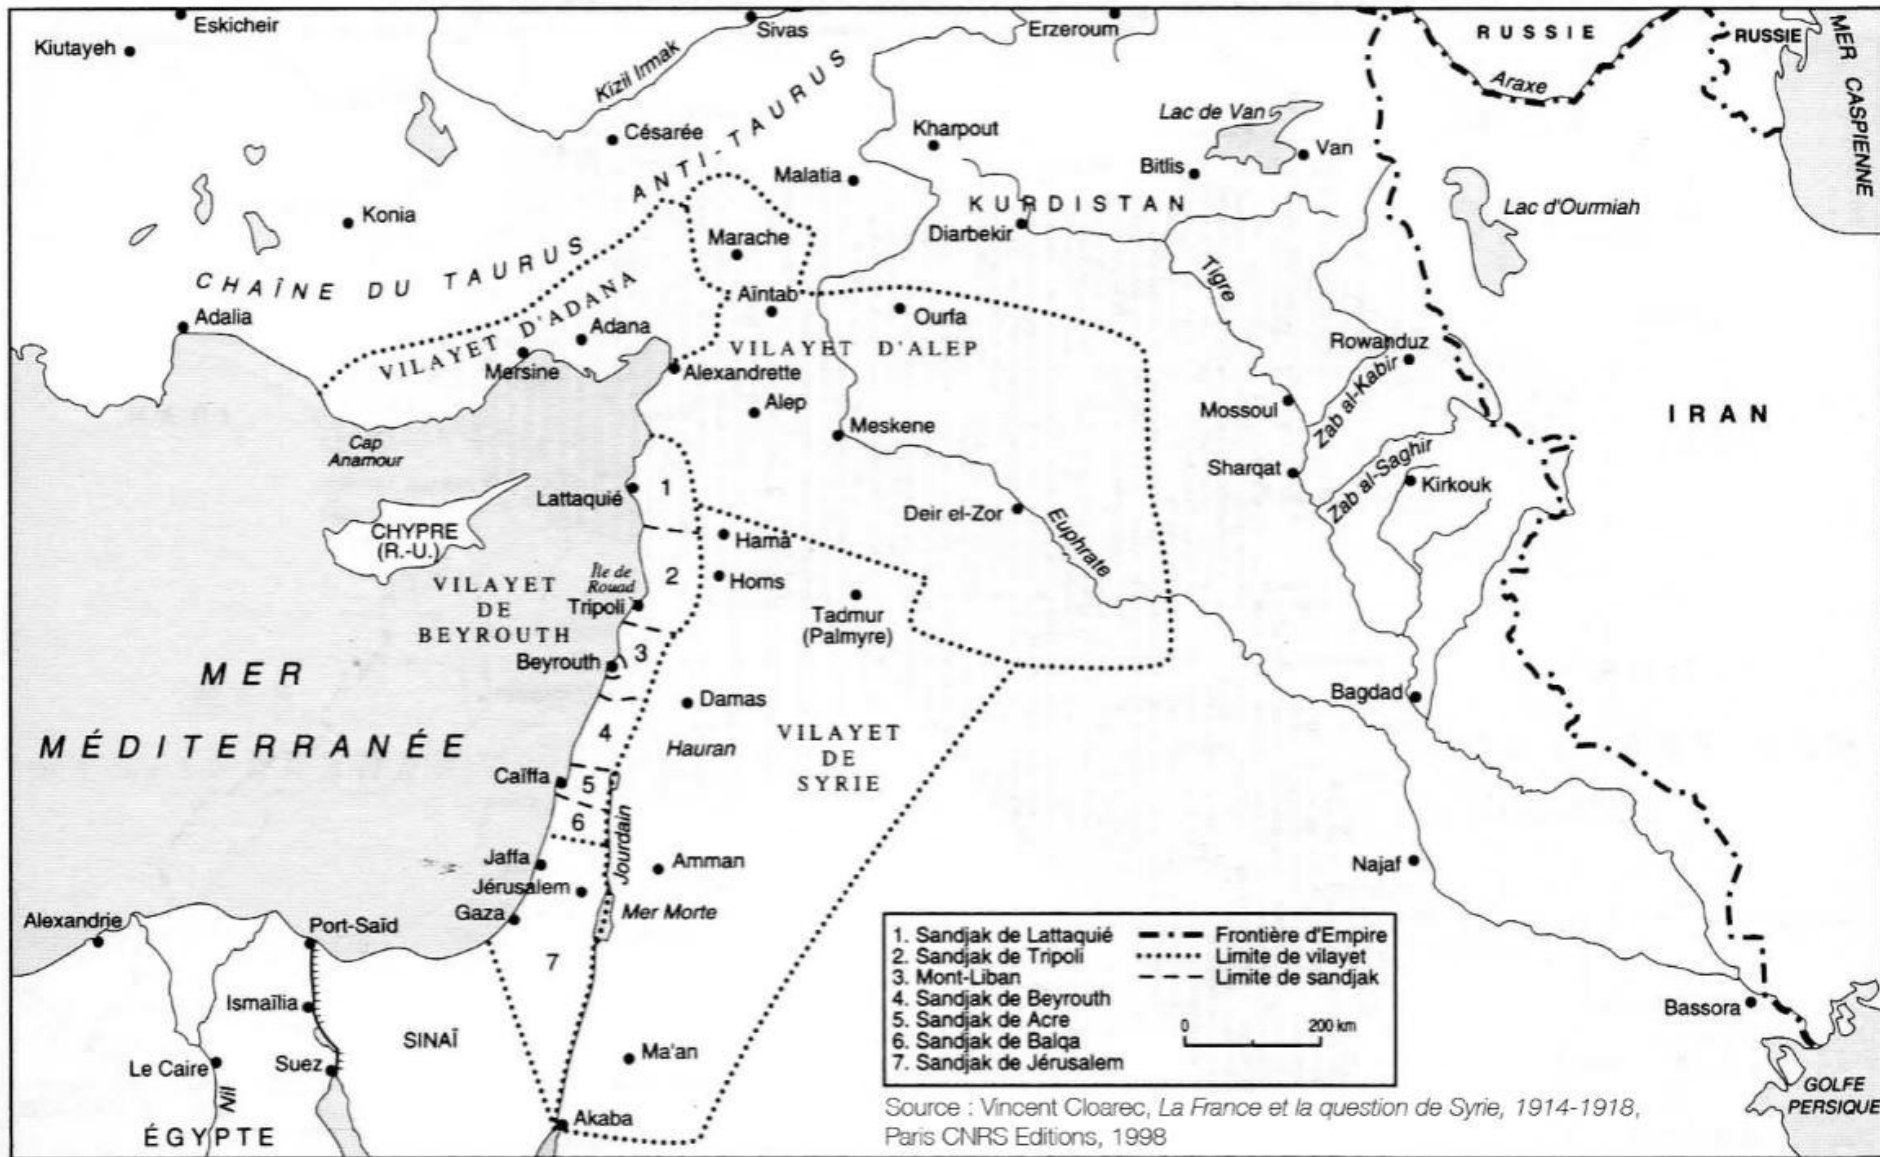 Eskicheir
Kiutayeh
Sivas
Erzeroum
RUSSIE
RUSSIE
MER CASPIENNE
Kizil Irmak
Araxe
ANTI-TAURUS
Césarée
Kharpout
Lac de Van
Van
Bitlis
Malatia
KURDISTAN
Lac d'Ourmiah
Konia
Marache
Diarbekir
CHAÎNE DU TAURUS
Tigre
VILAYET D'ADANA
Aïntab
Ourfa
Adalia
Adana
VILAYET D'ALEP
Rowanduz
Mersine
Alexandrette
Zab al-Kabir
Alep
Mossoul
IRAN
Meskene
Cap
Anamour
Sharqat
Zab al-Saghir
Kirkouk
Lattaquié
1
Deir el-Zor
Euphrate
CHYPRE
(R.-U.)
Hama
Île de
Rouad
2
Homs
VILAYET
DE
BEYROUTH
Tripoli
Tadmur
(Palmyre)
3
Beyrouth
MER
MÉDITERRANÉE
Damas
Bagdad
4
Hauran
VILAYET
DE
SYRIE
Caïffa
5
6
Jourdain
Jaffa
Amman
Najaf
Jérusalem
Gaza
Mer Morte
Alexandrie
Port-Saïd
7
Ismaïlia
SINAÏ
Bassora
Le Caire
Suez
Ma'an
Nil
ÉGYPTE
Akaba
GOLFE
PERSIQUE
1. Sandjak de Lattaquié
2. Sandjak de Tripoli
3. Mont-Liban
4. Sandjak de Beyrouth
5. Sandjak de Acre
6. Sandjak de Balqa
7. Sandjak de Jérusalem
Frontière d'Empire
Limite de vilayet
Limite de sandjak
0 200 km
Source : Vincent Cloarec, La France et la question de Syrie, 1914-1918,
Paris CNRS Editions, 1998